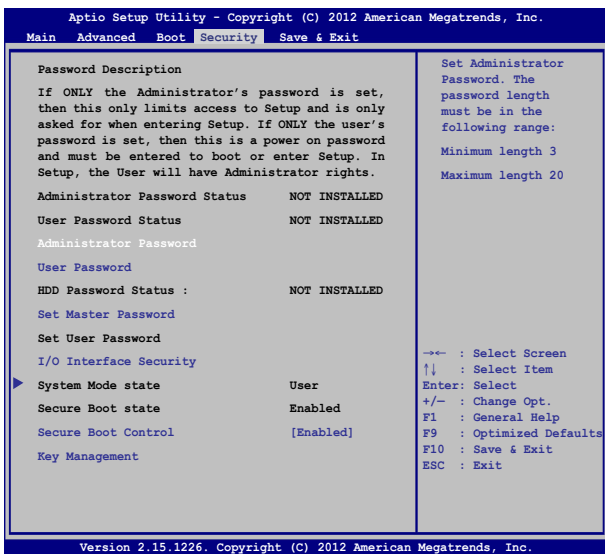 Aptio Setup Utility - Copyright (C) 2012 American Megatrends, Inc.
Main Advanced Boot Security Save & Exit
Password Description
If ONLY the Administrator's password is set,
then this only limits access to Setup and is only
asked for when entering Setup. If ONLY the user's
password is set, then this is a power on password
and must be entered to boot or enter Setup. In
Setup, the User will have Administrator rights.
Administrator Password Status NOT INSTALLED
User Password Status NOT INSTALLED
Administrator Password
User Password
HDD Password Status : NOT INSTALLED
Set Master Password
Set User Password
I/O Interface Security
System Mode state User
Secure Boot state Enabled
Secure Boot Control [Enabled]
Key Management
Set Administrator
Password. The
password length
must be in the
following range:
Minimum length 3
Maximum length 20
→← : Select Screen
↑↓ : Select Item
Enter: Select
+/— : Change Opt.
F1 : General Help
F9 : Optimized Defaults
F10 : Save & Exit
ESC : Exit
Version 2.15.1226. Copyright (C) 2012 American Megatrends, Inc.